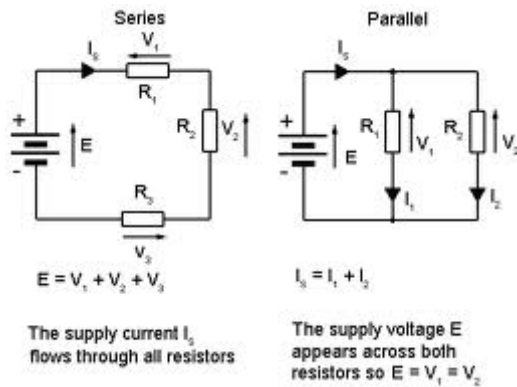 Series
Parallel
Iₛ
V₁
R₁
+
-
E
R₂
V₂
R₃
V₃
E = V₁ + V₂ + V₃
The supply current Iₛ
flows through all resistors
Iₛ
+
-
E
R₁
V₁
R₂
V₂
I₁
I₂
Iₛ = I₁ + I₂
The supply voltage E
appears across both
resistors so E = V₁ = V₂